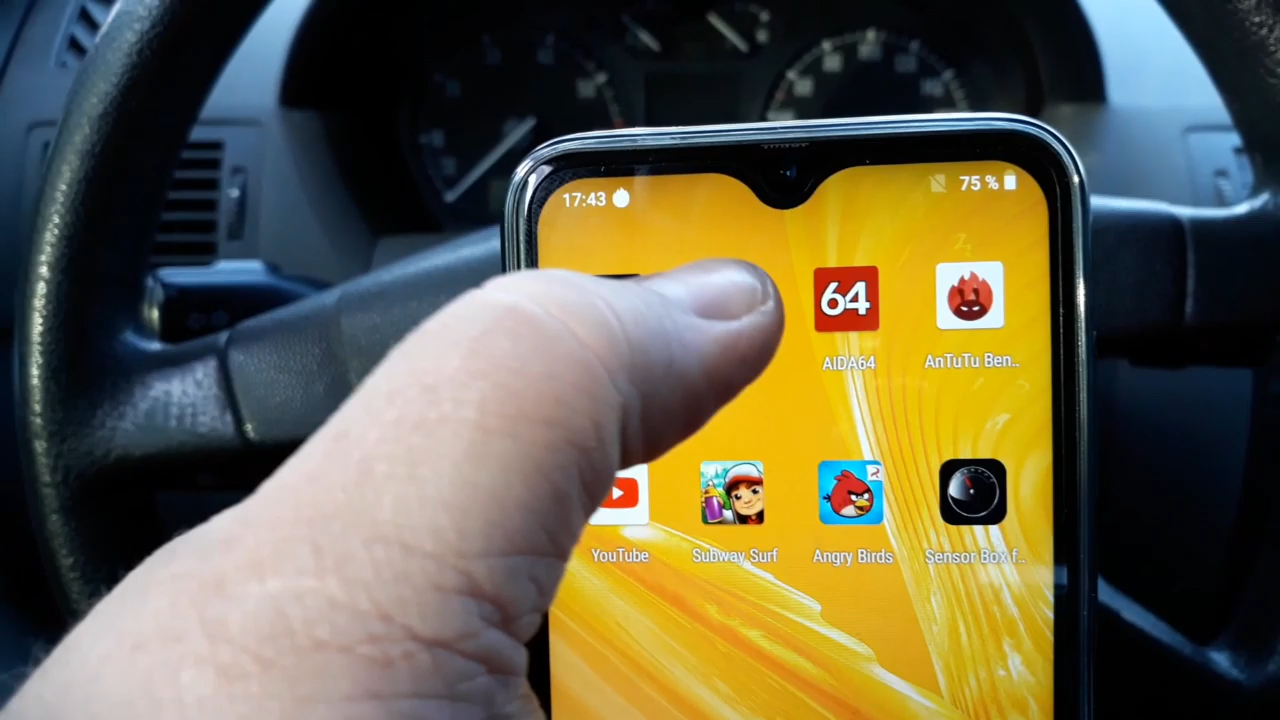 17:43 75 %
64
AIDA64 AnTuTu Ben..
YouTube Subway Surf Angry Birds Sensor Box f..